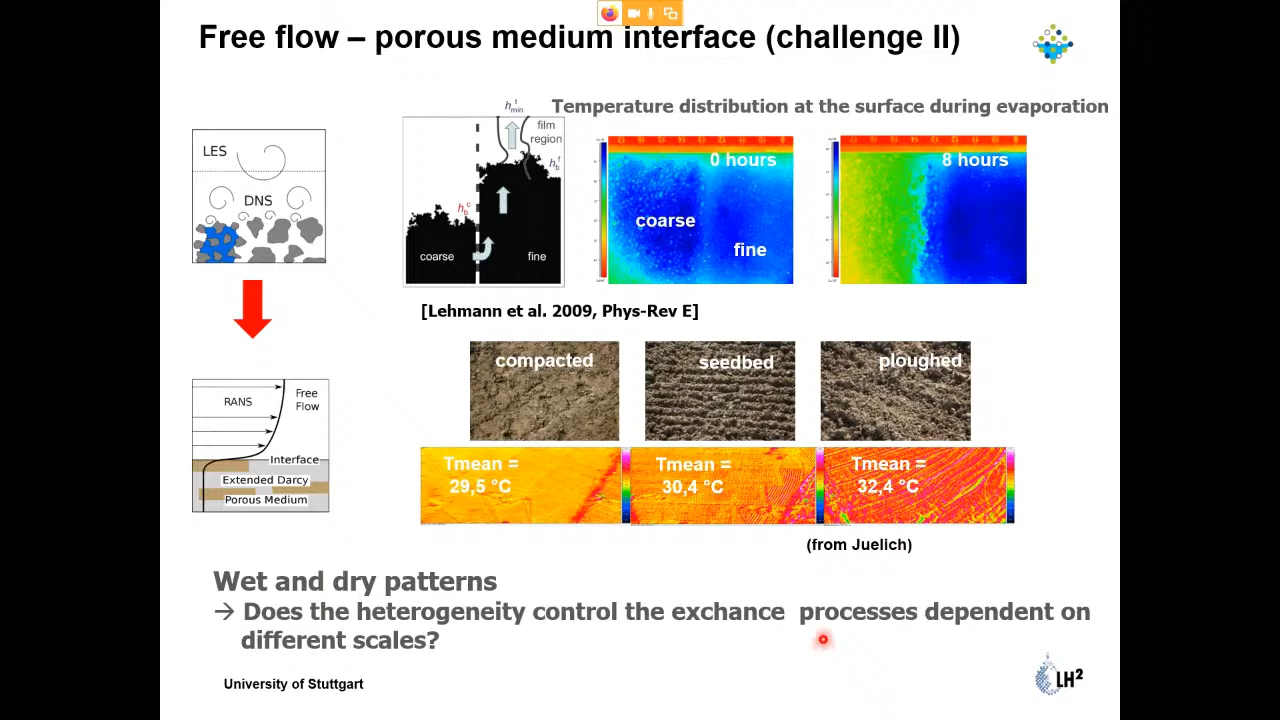 Free flow – porous medium interface (challenge II)
Temperature distribution at the surface during evaporation
LES
DNS
h^t_min
film
region
h^f_b
h^c_b
coarse
fine
0 hours
coarse
fine
8 hours
[Lehmann et al. 2009, Phys-Rev E]
compacted
seedbed
ploughed
RANS
Free
Flow
Interface
Extended Darcy
Porous Medium
Tmean =
29,5 °C
Tmean =
30,4 °C
Tmean =
32,4 °C
(from Juelich)
Wet and dry patterns
→ Does the heterogeneity control the exchance processes dependent on
different scales?
University of Stuttgart
LH²